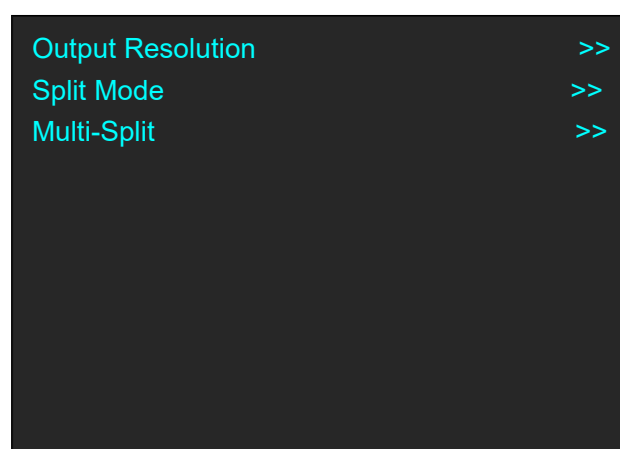 Output Resolution >>
Split Mode >>
Multi-Split >>